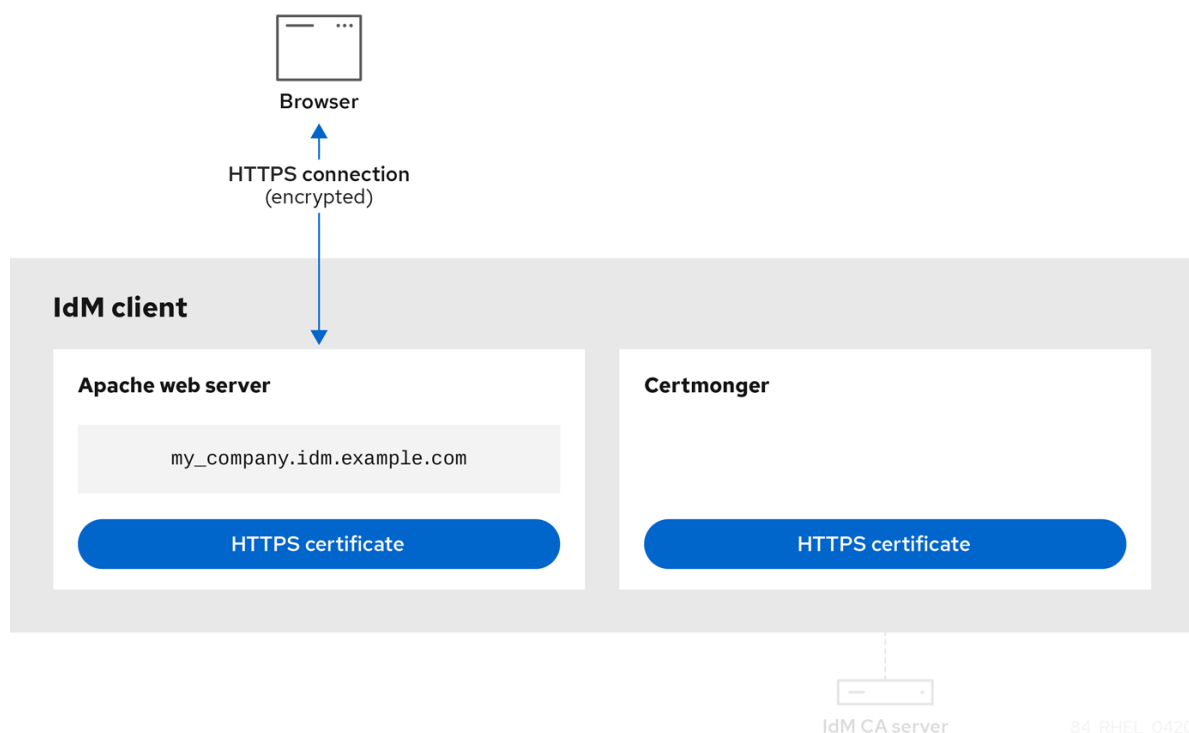 Browser
HTTPS connection
(encrypted)
IdM client
Apache web server
Certmonger
my_company.idm.example.com
HTTPS certificate
HTTPS certificate
IdM CA server
84_RHEL_0420